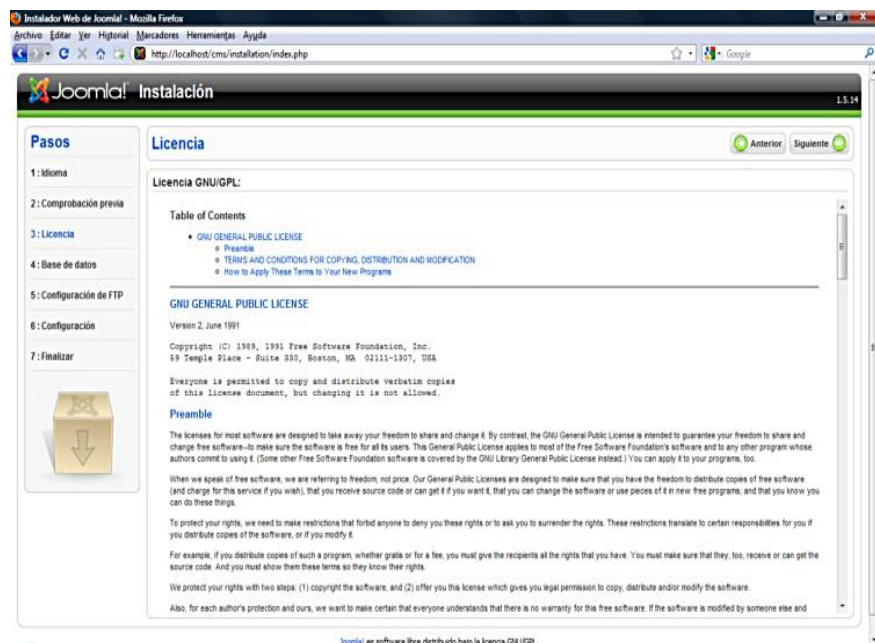 Instalador Web de Joomla! - Mozilla Firefox
Archivo Editar Ver Historial Marcadores Herramientas Ayuda
http://localhost/cms/installation/index.php
Google
Joomla! Instalación
1.5.14
Pasos
1 : Idioma
2 : Comprobación previa
3 : Licencia
4 : Base de datos
5 : Configuración de FTP
6 : Configuración
7 : Finalizar
Licencia
Anterior
Siguiente
Licencia GNU/GPL:
Table of Contents
GNU GENERAL PUBLIC LICENSE
Preamble
TERMS AND CONDITIONS FOR COPYING, DISTRIBUTION AND MODIFICATION
How to Apply These Terms to Your New Programs
GNU GENERAL PUBLIC LICENSE
Version 2, June 1991
Copyright (C) 1989, 1991 Free Software Foundation, Inc.
59 Temple Place - Suite 330, Boston, MA 02111-1307, USA
Everyone is permitted to copy and distribute verbatim copies
of this license document, but changing it is not allowed.
Preamble
The licenses for most software are designed to take away your freedom to share and change it. By contrast, the GNU General Public License is intended to guarantee your freedom to share and
change free software--to make sure the software is free for all its users. This General Public License applies to most of the Free Software Foundation's software and to any other program whose
authors commit to using it. (Some other Free Software Foundation software is covered by the GNU Library General Public License instead.) You can apply it to your programs, too.
When we speak of free software, we are referring to freedom, not price. Our General Public Licenses are designed to make sure that you have the freedom to distribute copies of free software
(and charge for this service if you wish), that you receive source code or can get it if you want it, that you can change the software or use pieces of it in new free programs, and that you know you
can do these things.
To protect your rights, we need to make restrictions that forbid anyone to deny you these rights or to ask you to surrender the rights. These restrictions translate to certain responsibilities for you if
you distribute copies of the software, or if you modify it.
For example, if you distribute copies of such a program, whether gratis or for a fee, you must give the recipients all the rights that you have. You must make sure that they, too, receive or can get the
source code. And you must show them these terms so they know their rights.
We protect your rights with two steps: (1) copyright the software, and (2) offer you this license which gives you legal permission to copy, distribute and/or modify the software.
Also, for each author's protection and ours, we want to make certain that everyone understands that there is no warranty for this free software. If the software is modified by someone else and
Joomla! es software libre distribuido bajo la licencia GNU/GPL.